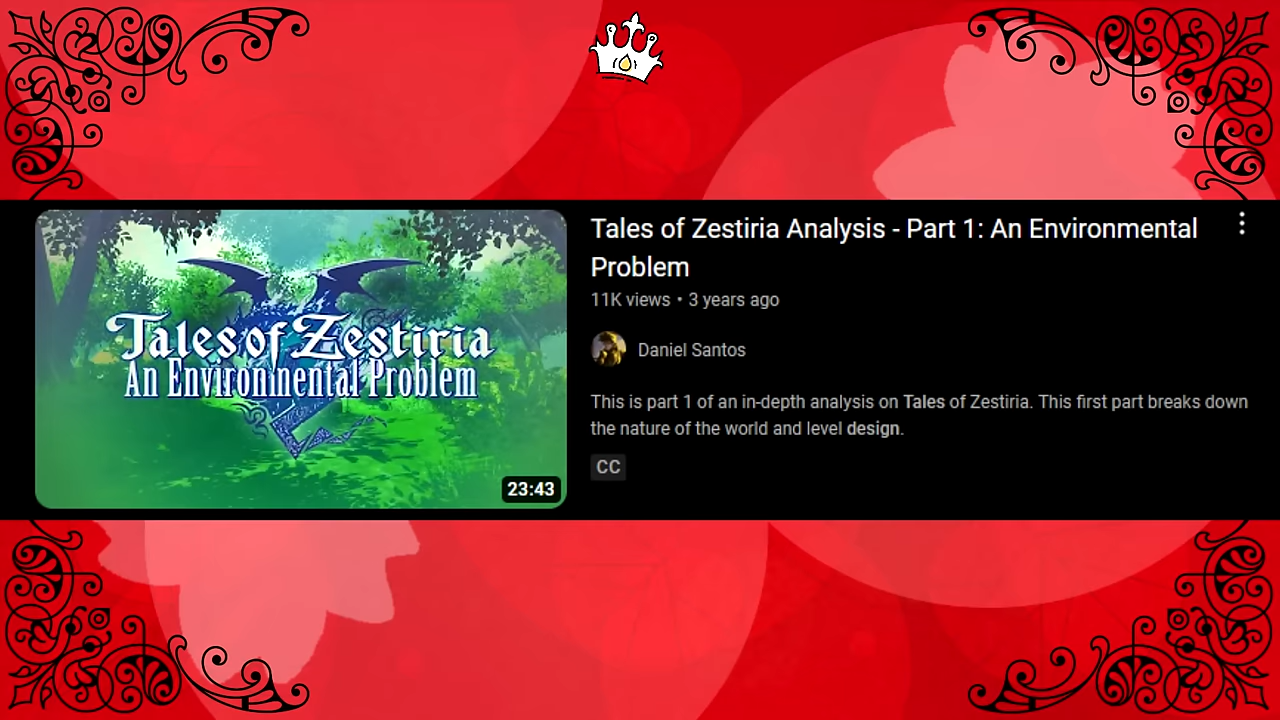 Tales of Zestiria
An Environmental Problem
23:43
Tales of Zestiria Analysis - Part 1: An Environmental
Problem
11K views • 3 years ago
Daniel Santos
This is part 1 of an in-depth analysis on Tales of Zestiria. This first part breaks down
the nature of the world and level design.
CC